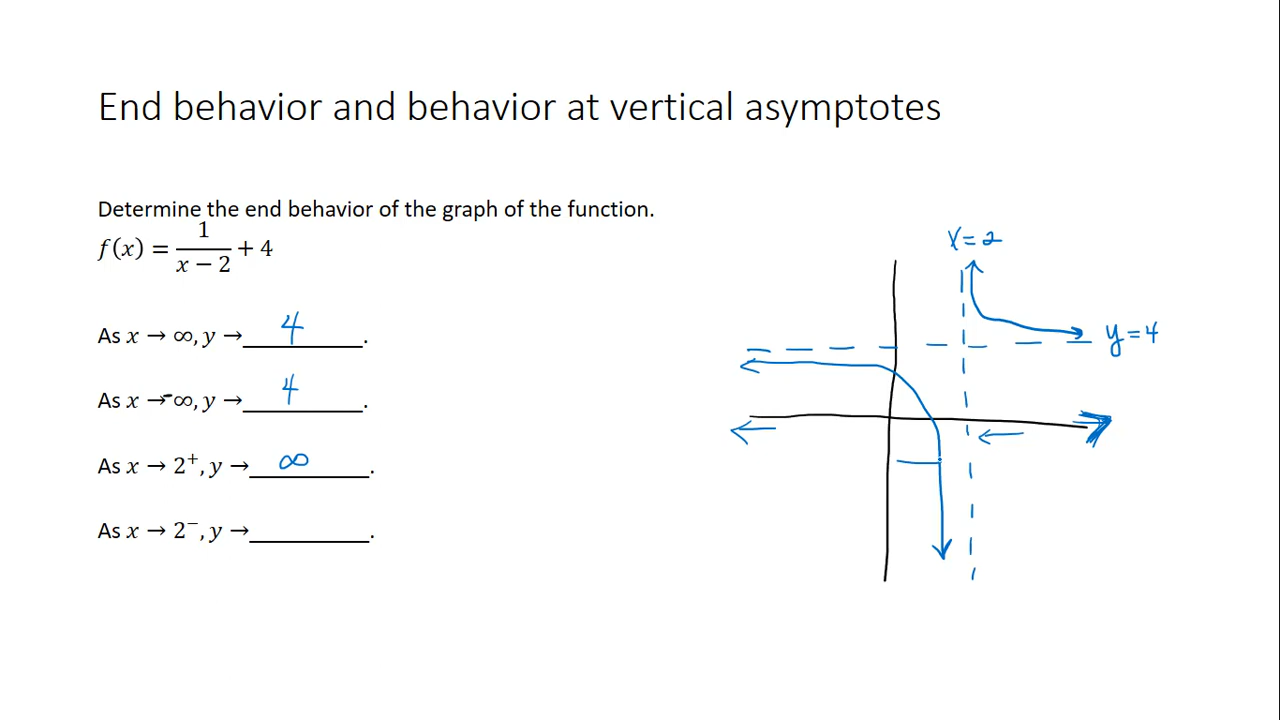 End behavior and behavior at vertical asymptotes
Determine the end behavior of the graph of the function.
f(x) = 1/(x − 2) + 4
As x → ∞, y → 4.
As x → -∞, y → 4.
As x → 2⁺, y → ∞.
As x → 2⁻, y → ________.
x = 2
y = 4